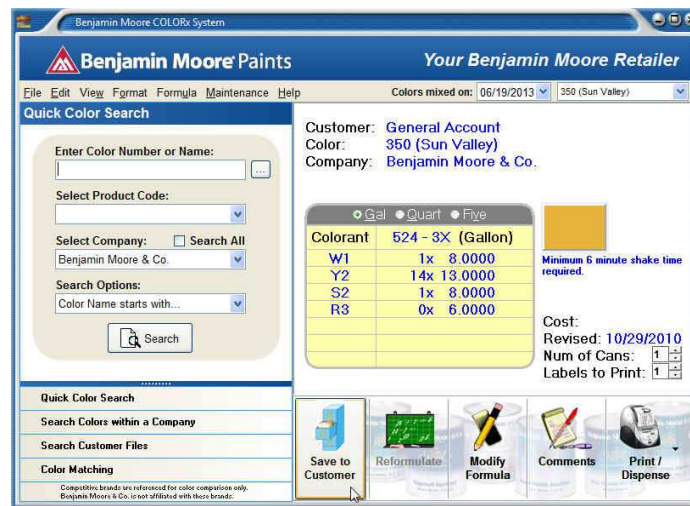 Benjamin Moore COLORx System
Benjamin Moore® Paints
Your Benjamin Moore Retailer
File Edit View Format Formula Maintenance Help
Colors mixed on: 06/19/2013 350 (Sun Valley)
Quick Color Search
Enter Color Number or Name:
...
Select Product Code:
Select Company: Search All
Benjamin Moore & Co.
Search Options:
Color Name starts with...
Search
Quick Color Search
Search Colors within a Company
Search Customer Files
Color Matching
Competitive brands are referenced for color comparison only.
Benjamin Moore & Co. is not affiliated with these brands.
Customer: General Account
Color: 350 (Sun Valley)
Company: Benjamin Moore & Co.
Gal Quart Five
Colorant 524 - 3X (Gallon)
W1 1x 8.0000
Y2 14x 13.0000
S2 1x 8.0000
R3 0x 6.0000
Minimum 6 minute shake time
required.
Cost:
Revised: 10/29/2010
Num of Cans: 1
Labels to Print: 1
Save to
Customer
Reformulate
Modify
Formula
Comments
Print /
Dispense